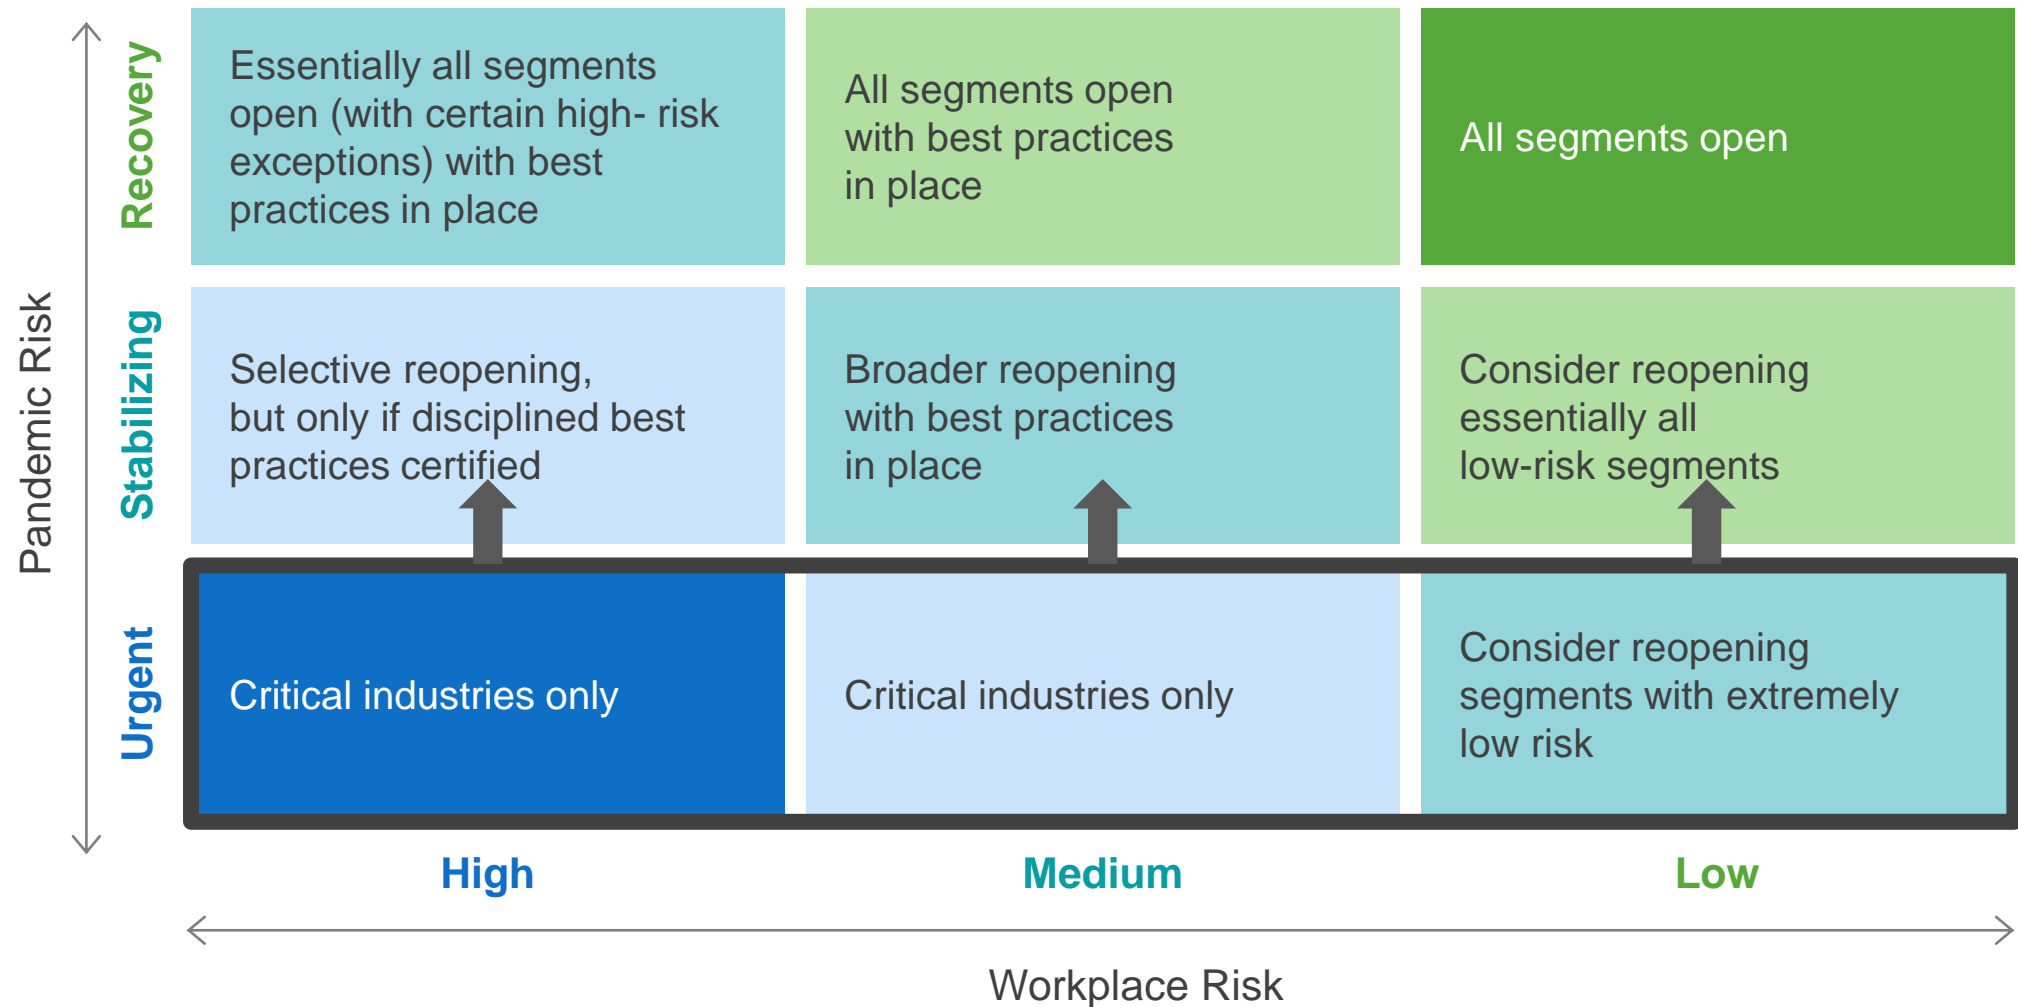 Pandemic Risk
Recovery
Essentially all segments
open (with certain high- risk
exceptions) with best
practices in place
All segments open
with best practices
in place
All segments open
Stabilizing
Selective reopening,
but only if disciplined best
practices certified
Broader reopening
with best practices
in place
Consider reopening
essentially all
low-risk segments
Urgent
Critical industries only
Critical industries only
Consider reopening
segments with extremely
low risk
High
Medium
Low
Workplace Risk